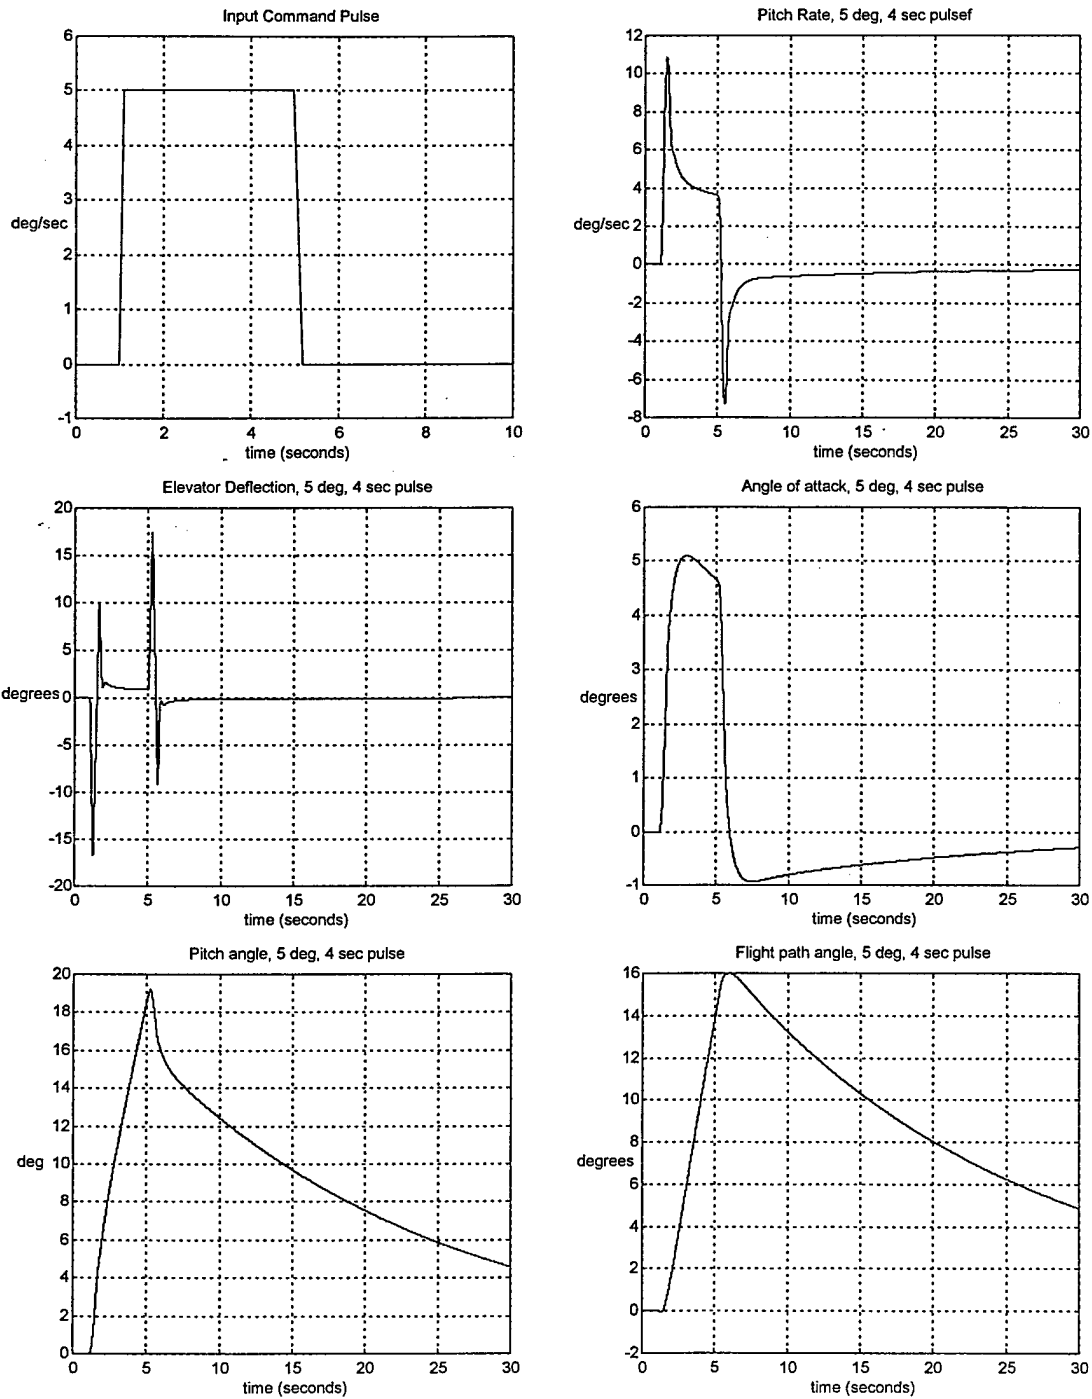 Input Command Pulse
6
5
4
3
deg/sec
2
1
0
-1
0 2 4 6 8 10
time (seconds)
Pitch Rate, 5 deg, 4 sec pulsef
12
10
8
6
4
deg/sec 2
0
-2
-4
-6
-8
0 5 10 15 20 25 30
time (seconds)
Elevator Deflection, 5 deg, 4 sec pulse
20
15
10
5
degrees 0
-5
-10
-15
-20
0 5 10 15 20 25 30
time (seconds)
Angle of attack, 5 deg, 4 sec pulse
6
5
4
3
degrees
2
1
0
-1
0 5 10 15 20 25 30
time (seconds)
Pitch angle, 5 deg, 4 sec pulse
20
18
16
14
12
deg 10
8
6
4
2
0
0 5 10 15 20 25 30
time (seconds)
Flight path angle, 5 deg, 4 sec pulse
16
14
12
10
8
degrees
6
4
2
0
-2
0 5 10 15 20 25 30
time (seconds)